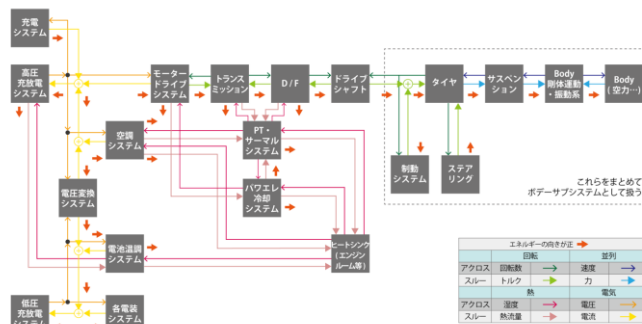 充電
システム
高圧
充放電
システム
モーター
ドライブ
システム
トランス
ミッション
D / F
ドライブ
シャフト
タイヤ
サスペン
ション
Body
剛体運動
・振動系
Body
(空力…)
空調
システム
PT・
サーマル
システム
制動
システム
ステア
リング
これらをまとめて
ボデーサブシステムとして扱う
電圧変換
システム
パワエレ
冷却
システム
電池温調
システム
ヒートシンク
(エンジン
ルーム等)
低圧
充放電
システム
各電装
システム
エネルギーの向きが正
回転 並列
アクロス 回転数 速度
スルー トルク 力
熱 電気
アクロス 温度 電圧
スルー 熱流量 電流